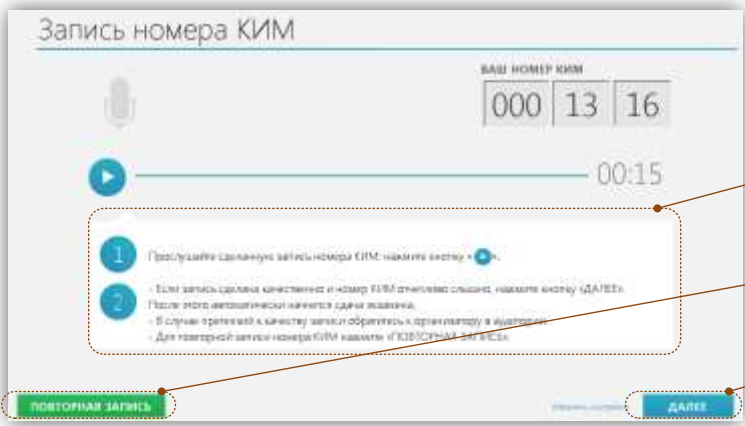 Запись номера КИМ
ВАШ НОМЕР КИМ
000 13 16
00:15
1 Прослушайте сделанную запись номера КИМ: нажмите кнопку « ».
2 - Если запись сделана качественно и номер КИМ отчетливо слышно, нажмите кнопку «ДАЛЕЕ».
После этого автоматически начнется сдача экзамена.
- В случае претензий к качеству записи обратитесь к организатору в аудитории.
- Для повторной записи номера КИМ нажмите «ПОВТОРНАЯ ЗАПИСЬ».
ПОВТОРНАЯ ЗАПИСЬ
ДАЛЕЕ